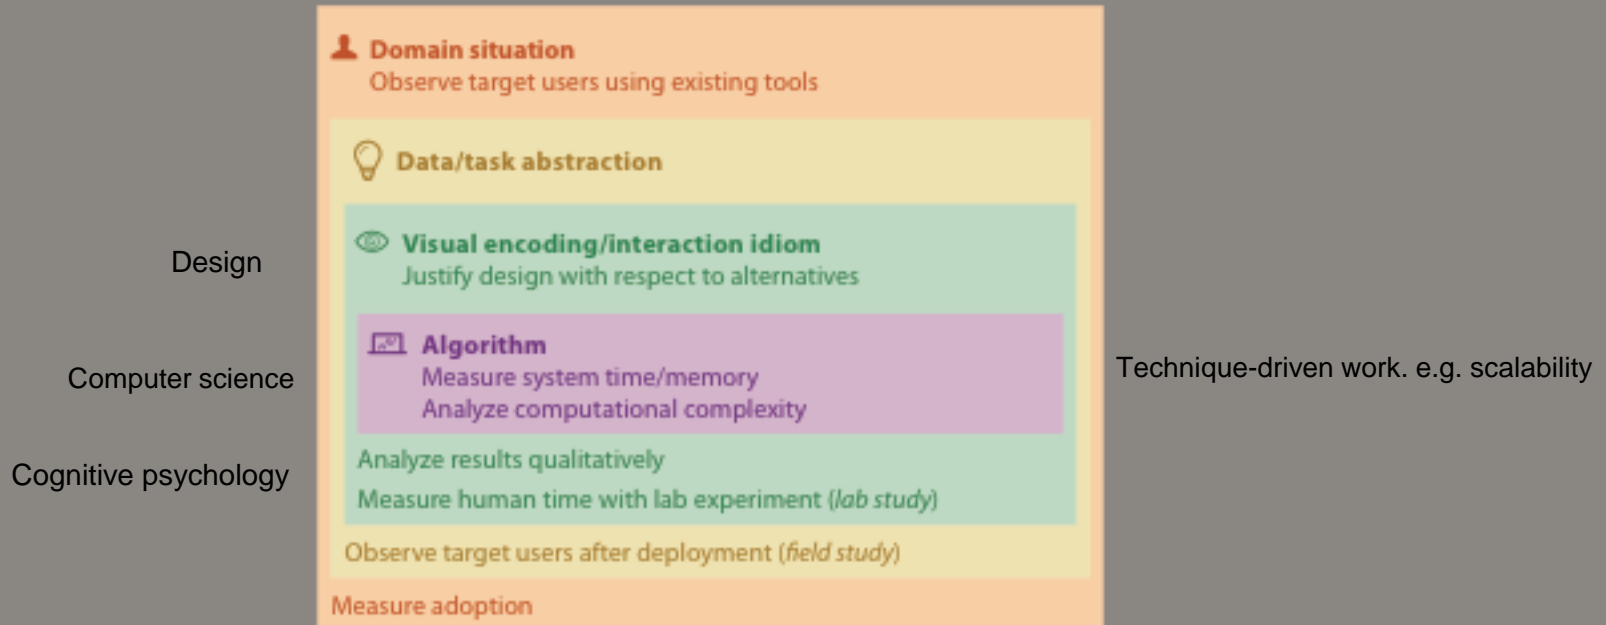 Domain situation
Observe target users using existing tools
Data/task abstraction
Visual encoding/interaction idiom
Design
Justify design with respect to alternatives
Algorithm
Technique-driven work. e.g. scalability
Computer science
Measure system time/memory
Analyze computational complexity
Analyze results qualitatively
Cognitive psychology
Measure human time with lab experiment (lab study)
Observe target users after deployment (field study)
Measure adoption